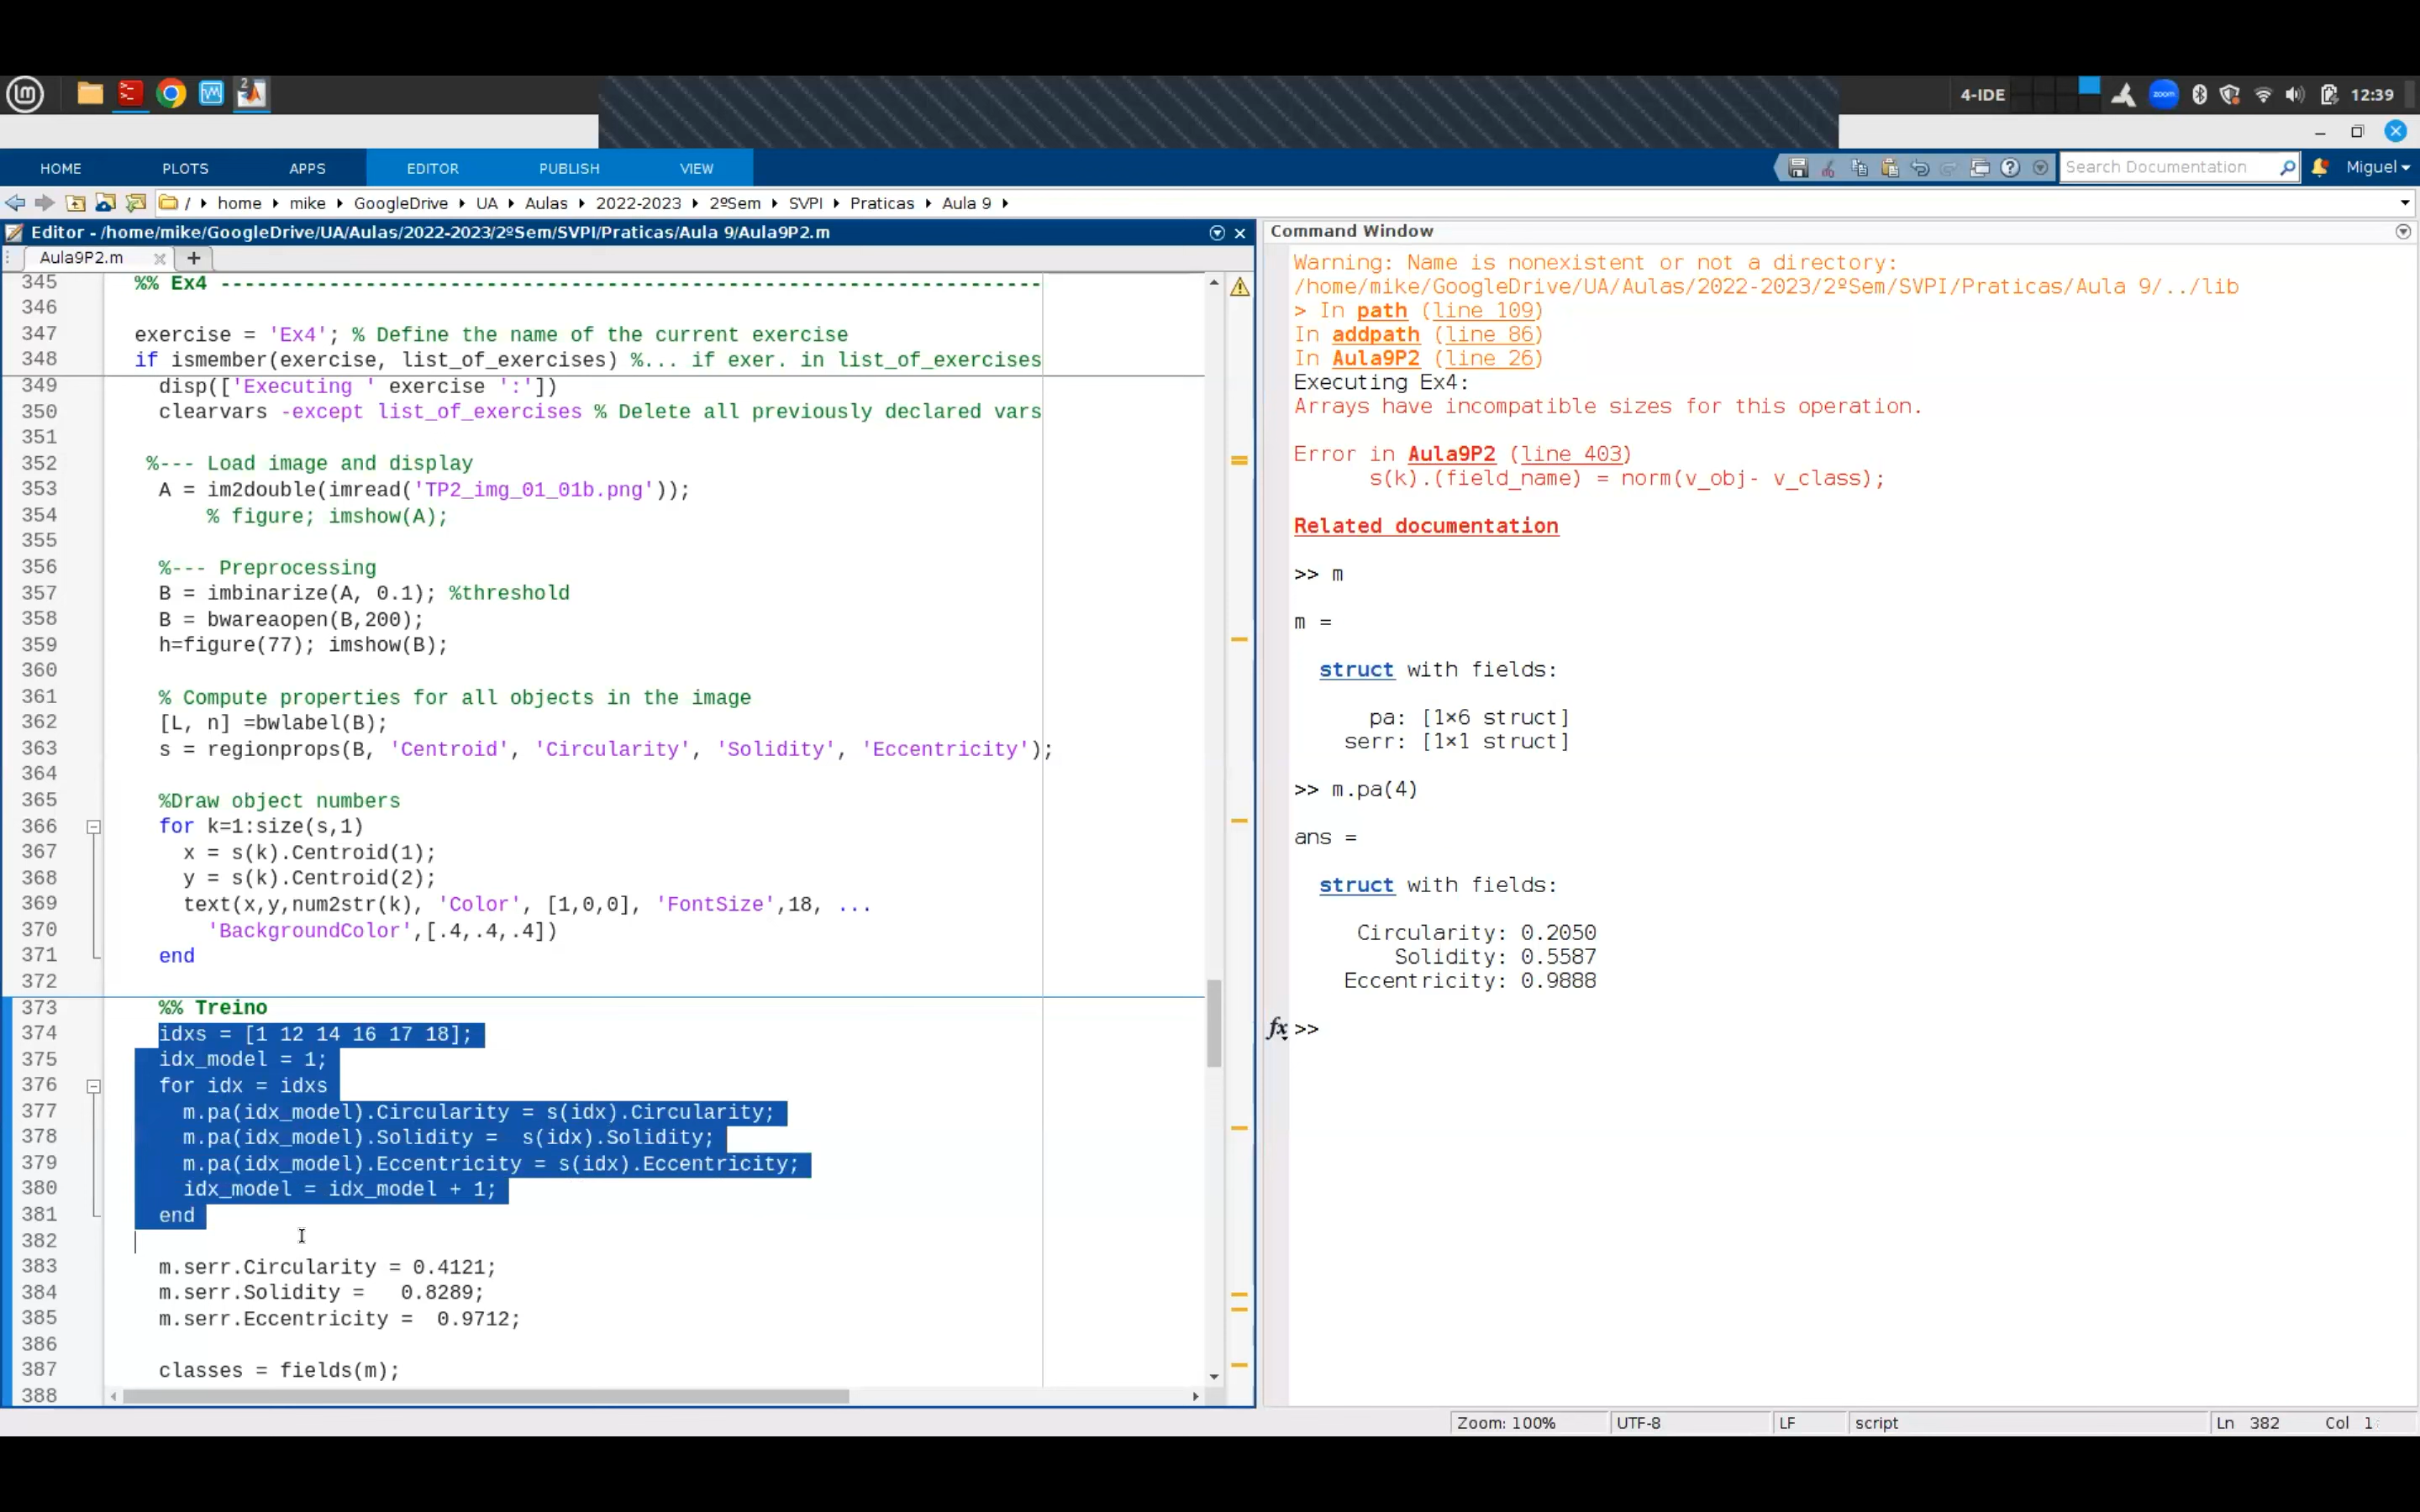 4-IDE
zoom
12:39
HOME PLOTS APPS EDITOR PUBLISH VIEW
Search Documentation
Miguel
/ home mike GoogleDrive UA Aulas 2022-2023 2ºSem SVPI Praticas Aula 9
Editor - /home/mike/GoogleDrive/UA/Aulas/2022-2023/2ºSem/SVPI/Praticas/Aula 9/Aula9P2.m
Aula9P2.m
345 %% Ex4 --------------------------------------------------------------------
346
347 exercise = 'Ex4'; % Define the name of the current exercise
348 if ismember(exercise, list_of_exercises) %... if exer. in list_of_exercises
349 disp(['Executing ' exercise ':'])
350 clearvars -except list_of_exercises % Delete all previously declared vars
351
352 %--- Load image and display
353 A = im2double(imread('TP2_img_01_01b.png'));
354 % figure; imshow(A);
355
356 %--- Preprocessing
357 B = imbinarize(A, 0.1); %threshold
358 B = bwareaopen(B,200);
359 h=figure(77); imshow(B);
360
361 % Compute properties for all objects in the image
362 [L, n] =bwlabel(B);
363 s = regionprops(B, 'Centroid', 'Circularity', 'Solidity', 'Eccentricity');
364
365 %Draw object numbers
366 for k=1:size(s,1)
367 x = s(k).Centroid(1);
368 y = s(k).Centroid(2);
369 text(x,y,num2str(k), 'Color', [1,0,0], 'FontSize',18, ...
370 'BackgroundColor',[.4,.4,.4])
371 end
372
373 %% Treino
374 idxs = [1 12 14 16 17 18];
375 idx_model = 1;
376 for idx = idxs
377 m.pa(idx_model).Circularity = s(idx).Circularity;
378 m.pa(idx_model).Solidity =  s(idx).Solidity;
379 m.pa(idx_model).Eccentricity = s(idx).Eccentricity;
380 idx_model = idx_model + 1;
381 end
382
383 m.serr.Circularity = 0.4121;
384 m.serr.Solidity =   0.8289;
385 m.serr.Eccentricity =  0.9712;
386
387 classes = fields(m);
388
Command Window
Warning: Name is nonexistent or not a directory:
/home/mike/GoogleDrive/UA/Aulas/2022-2023/2ºSem/SVPI/Praticas/Aula 9/../lib
> In path (line 109)
In addpath (line 86)
In Aula9P2 (line 26)
Executing Ex4:
Arrays have incompatible sizes for this operation.
Error in Aula9P2 (line 403)
s(k).(field_name) = norm(v_obj- v_class);
Related documentation
>> m
m =
struct with fields:
pa: [1×6 struct]
serr: [1×1 struct]
>> m.pa(4)
ans =
struct with fields:
Circularity: 0.2050
Solidity: 0.5587
Eccentricity: 0.9888
fx >>
Zoom: 100% UTF-8 LF script Ln 382 Col 1